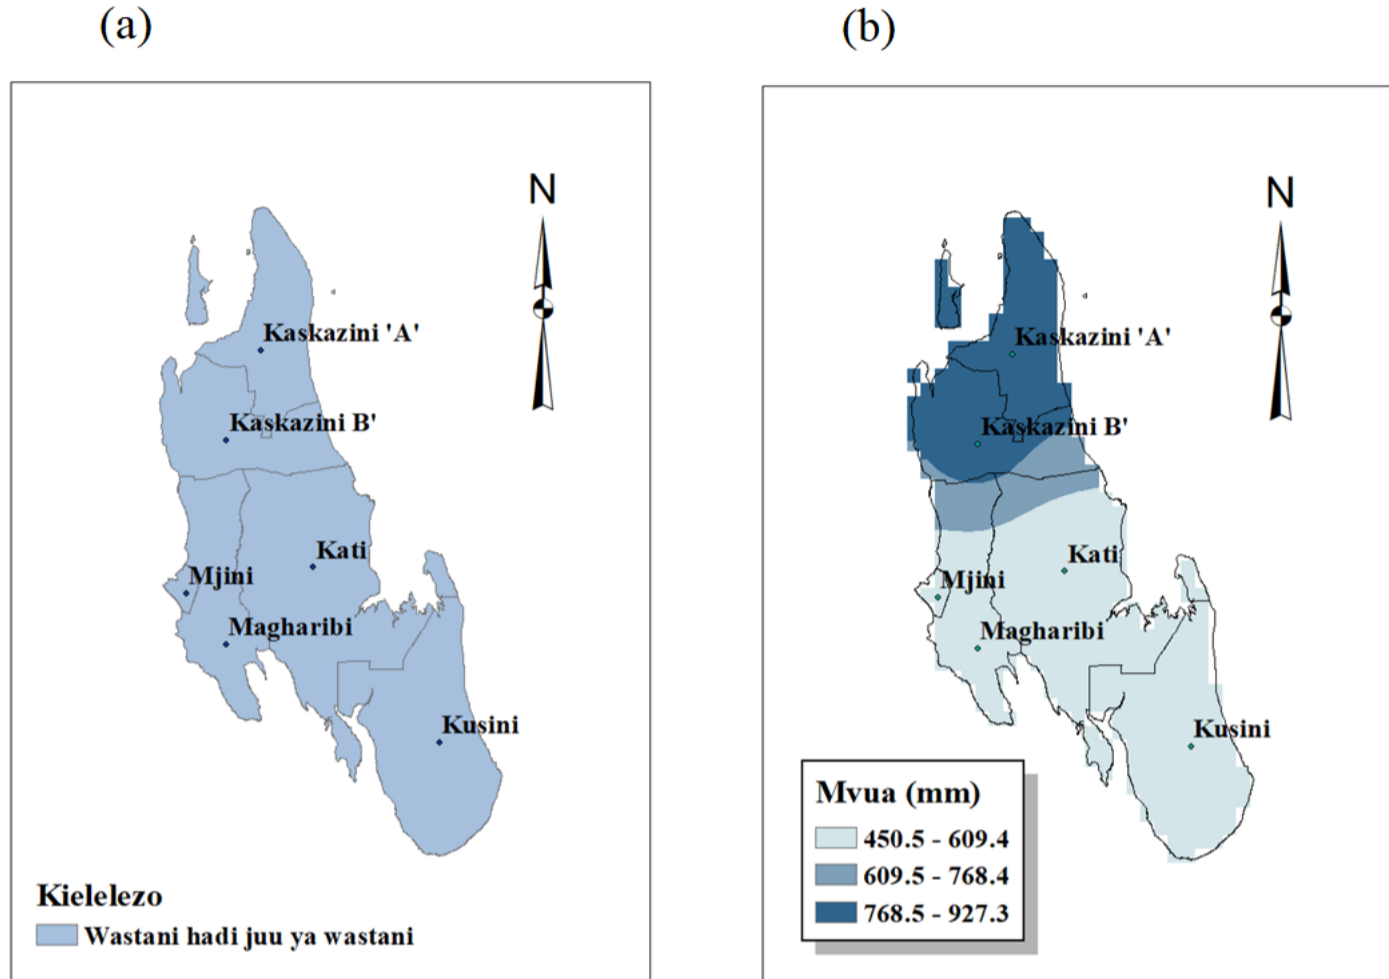 (a)
N
Kaskazini 'A'
Kaskazini B'
Kati
Mjini
Magharibi
Kusini
Kielelezo
Wastani hadi juu ya wastani
(b)
N
Kaskazini 'A'
Kaskazini B'
Kati
Mjini
Magharibi
Kusini
Mvua (mm)
450.5 - 609.4
609.5 - 768.4
768.5 - 927.3